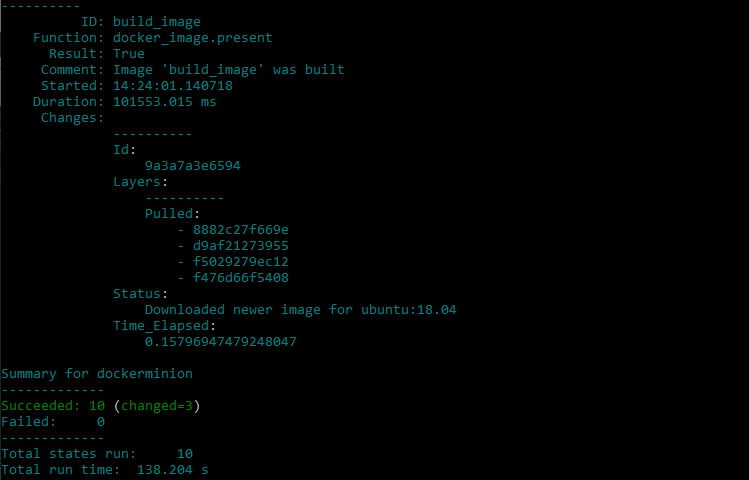 ----------
          ID: build_image
    Function: docker_image.present
      Result: True
     Comment: Image 'build_image' was built
     Started: 14:24:01.140718
    Duration: 101553.015 ms
     Changes:
              ----------
              Id:
                  9a3a7a3e6594
              Layers:
                  ----------
                  Pulled:
                      - 8882c27f669e
                      - d9af21273955
                      - f5029279ec12
                      - f476d66f5408
              Status:
                  Downloaded newer image for ubuntu:18.04
              Time_Elapsed:
                  0.15796947479248047

Summary for dockerminion
-------------
Succeeded: 10 (changed=3)
Failed:     0
-------------
Total states run:     10
Total run time:  138.204 s